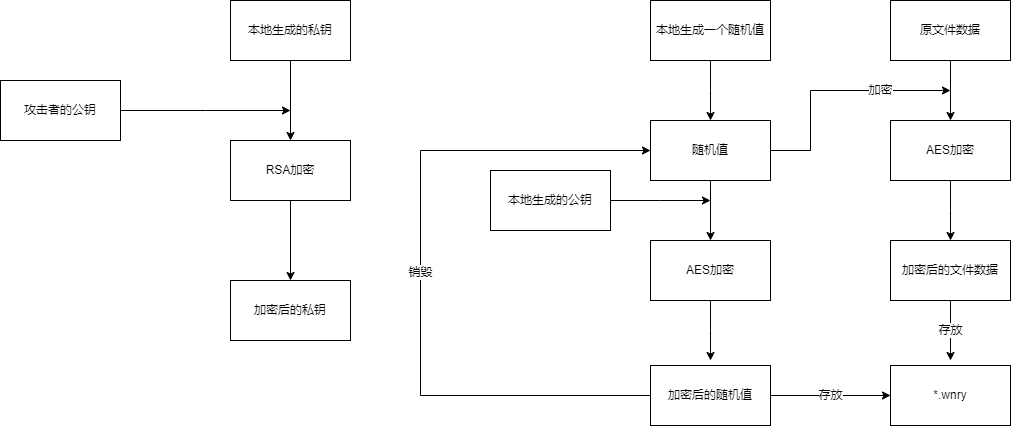 本地生成的私钥
本地生成一个随机值
原文件数据
加密
攻击者的公钥
随机值
AES加密
RSA加密
本地生成的公钥
销毁
AES加密
加密后的文件数据
加密后的私钥
存放
加密后的随机值
存放
*.wnry